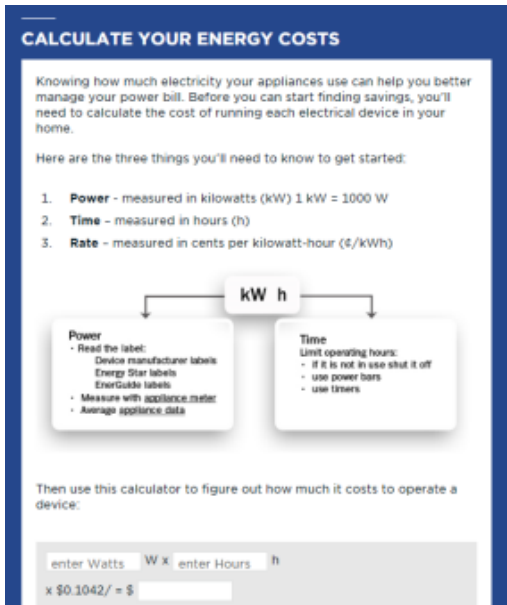 CALCULATE YOUR ENERGY COSTS
Knowing how much electricity your appliances use can help you better
manage your power bill. Before you can start finding savings, you'll
need to calculate the cost of running each electrical device in your
home.
Here are the three things you'll need to know to get started:
1. Power - measured in kilowatts (kW) 1 kW = 1000 W
2. Time – measured in hours (h)
3. Rate – measured in cents per kilowatt-hour (¢/kWh)
kW h
Power
- Read the label:
Device manufacturer labels
Energy Star labels
EnerGuide labels
- Measure with appliance meter
- Average appliance data
Time
Limit operating hours:
- if it is not in use shut it off
- use power bars
- use timers
Then use this calculator to figure out how much it costs to operate a
device:
enter Watts W x enter Hours h
x $0.1042/ = $